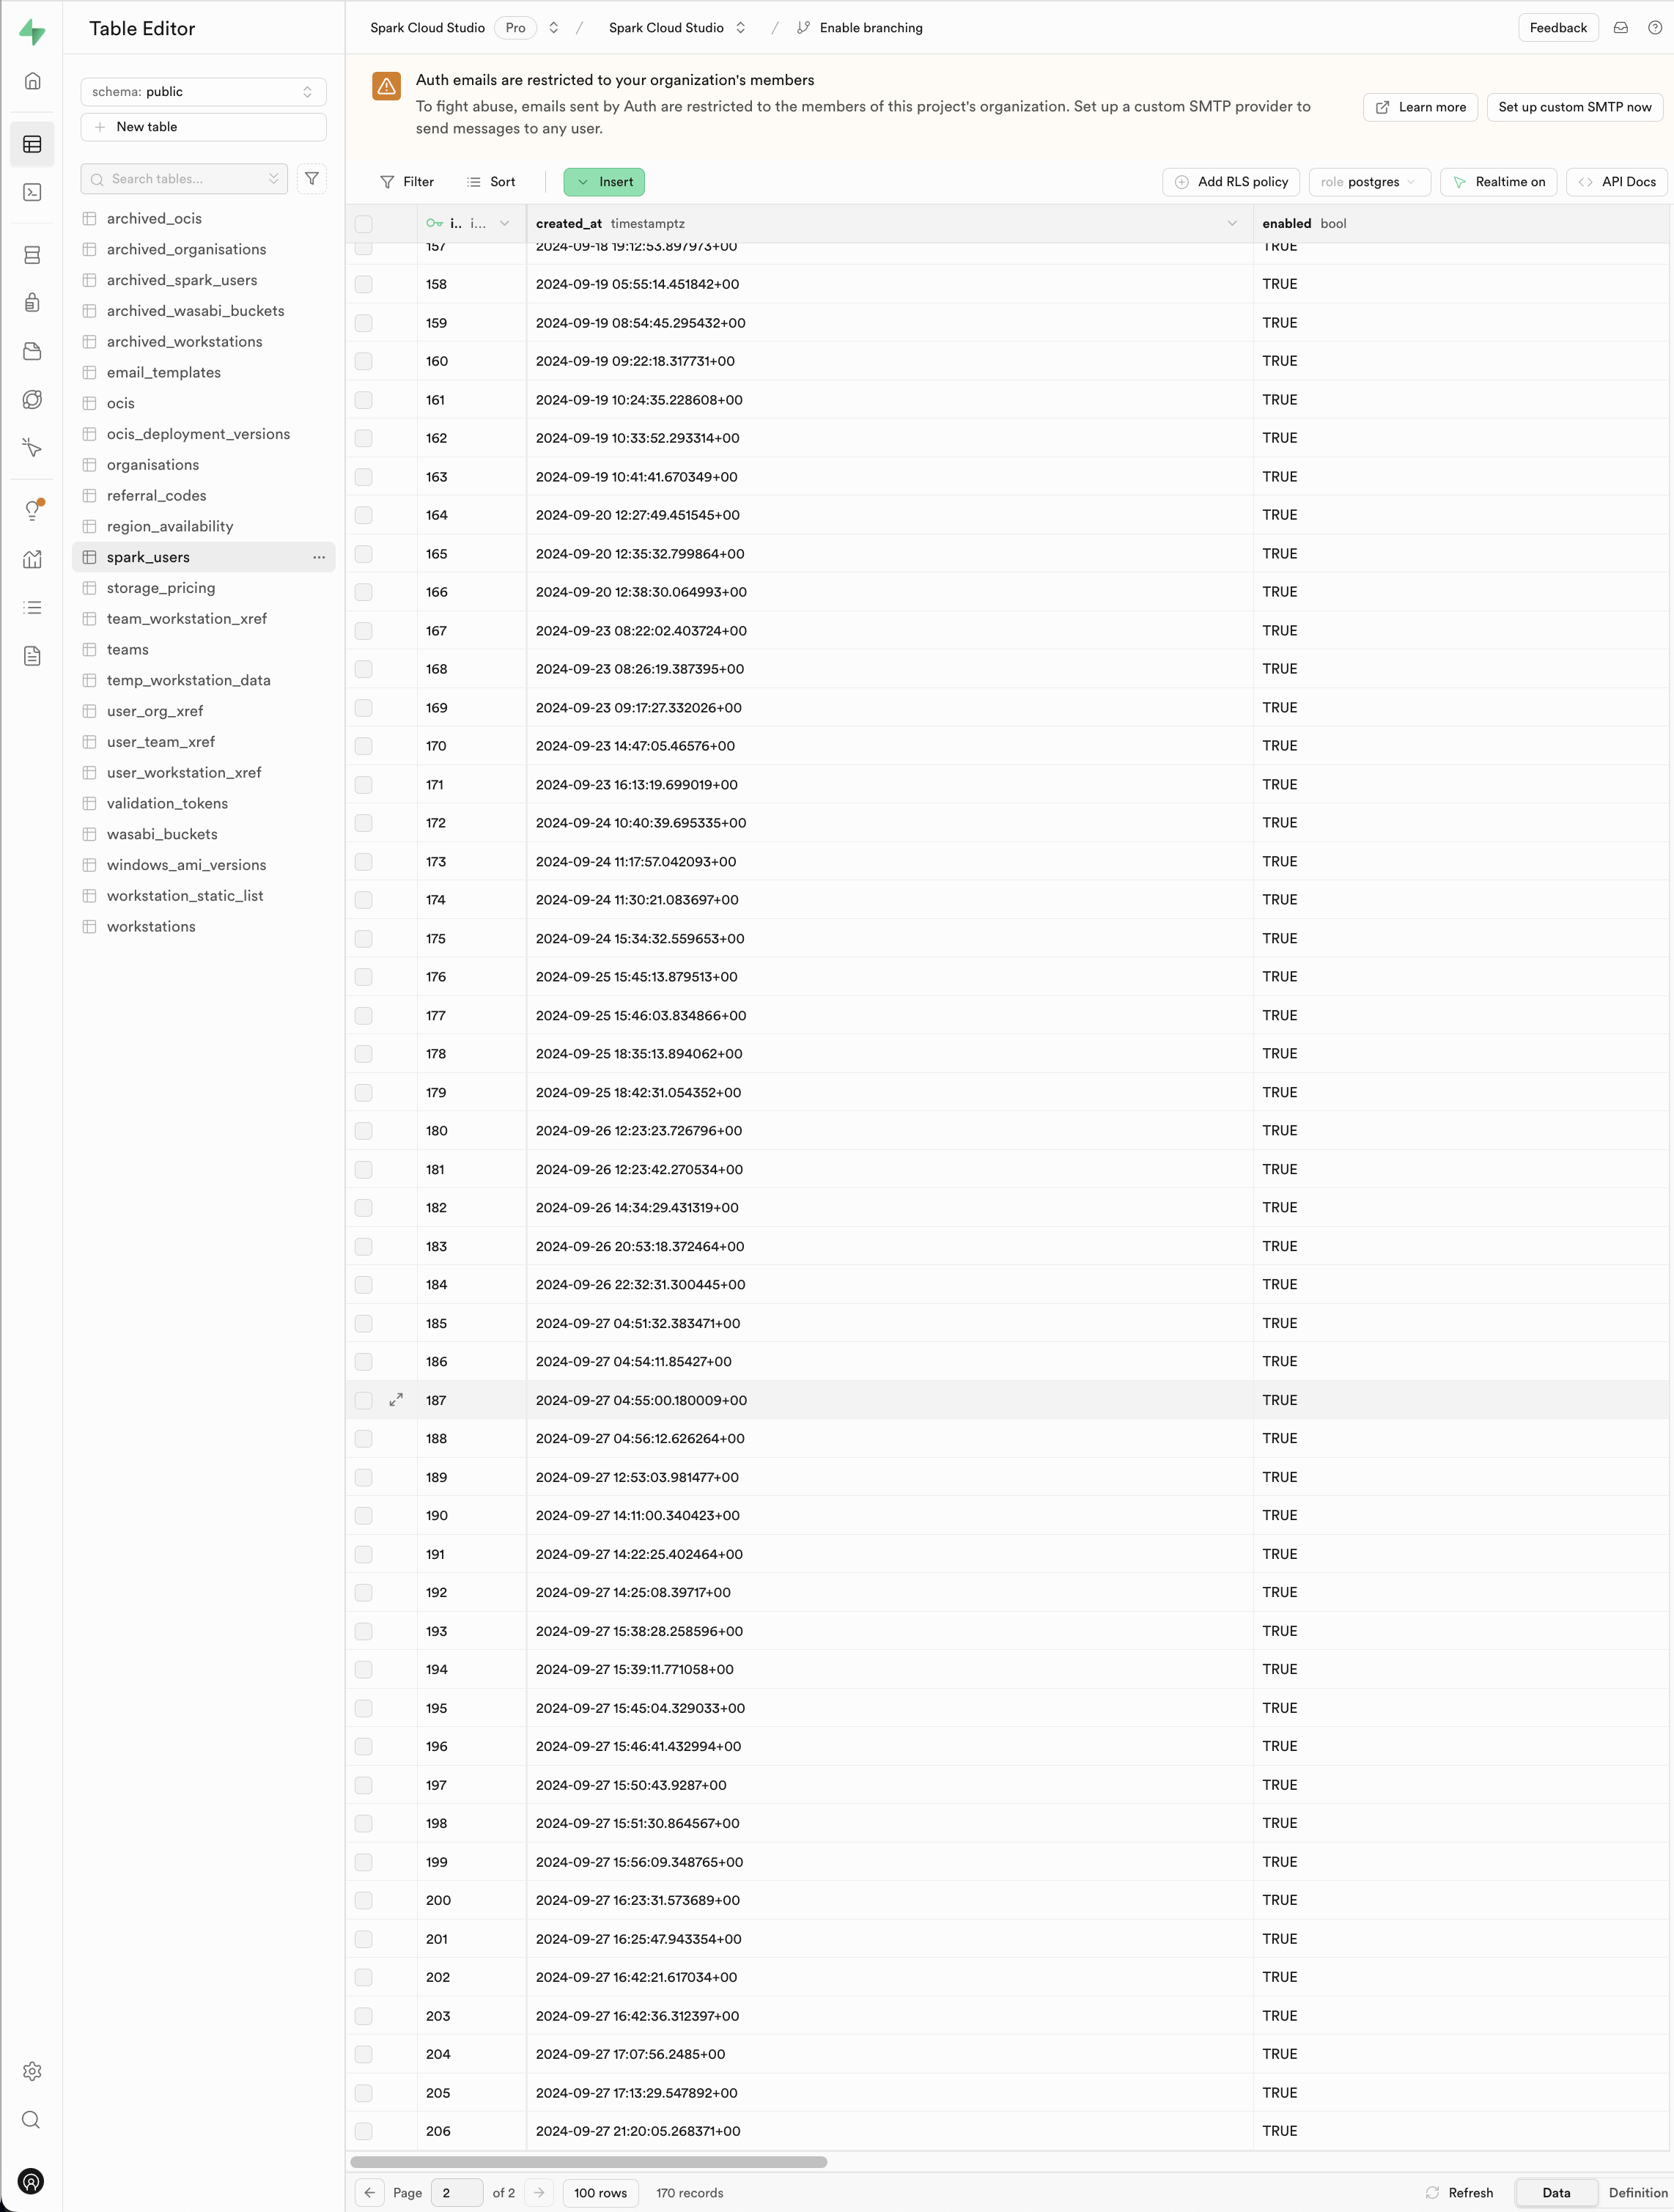 Table Editor
Spark Cloud Studio Pro / Spark Cloud Studio / Enable branching
Feedback
schema: public
New table
Search tables...
archived_ocis
archived_organisations
archived_spark_users
archived_wasabi_buckets
archived_workstations
email_templates
ocis
ocis_deployment_versions
organisations
referral_codes
region_availability
spark_users
storage_pricing
team_workstation_xref
teams
temp_workstation_data
user_org_xref
user_team_xref
user_workstation_xref
validation_tokens
wasabi_buckets
windows_ami_versions
workstation_static_list
workstations
Auth emails are restricted to your organization's members
To fight abuse, emails sent by Auth are restricted to the members of this project's organization. Set up a custom SMTP provider to
send messages to any user.
Learn more
Set up custom SMTP now
Filter Sort Insert Add RLS policy role postgres Realtime on API Docs
i.. i... created_at timestamptz enabled bool
157 2024-09-18 19:12:53.897973+00 TRUE
158 2024-09-19 05:55:14.451842+00 TRUE
159 2024-09-19 08:54:45.295432+00 TRUE
160 2024-09-19 09:22:18.317731+00 TRUE
161 2024-09-19 10:24:35.228608+00 TRUE
162 2024-09-19 10:33:52.293314+00 TRUE
163 2024-09-19 10:41:41.670349+00 TRUE
164 2024-09-20 12:27:49.451545+00 TRUE
165 2024-09-20 12:35:32.799864+00 TRUE
166 2024-09-20 12:38:30.064993+00 TRUE
167 2024-09-23 08:22:02.403724+00 TRUE
168 2024-09-23 08:26:19.387395+00 TRUE
169 2024-09-23 09:17:27.332026+00 TRUE
170 2024-09-23 14:47:05.46576+00 TRUE
171 2024-09-23 16:13:19.699019+00 TRUE
172 2024-09-24 10:40:39.695335+00 TRUE
173 2024-09-24 11:17:57.042093+00 TRUE
174 2024-09-24 11:30:21.083697+00 TRUE
175 2024-09-24 15:34:32.559653+00 TRUE
176 2024-09-25 15:45:13.879513+00 TRUE
177 2024-09-25 15:46:03.834866+00 TRUE
178 2024-09-25 18:35:13.894062+00 TRUE
179 2024-09-25 18:42:31.054352+00 TRUE
180 2024-09-26 12:23:23.726796+00 TRUE
181 2024-09-26 12:23:42.270534+00 TRUE
182 2024-09-26 14:34:29.431319+00 TRUE
183 2024-09-26 20:53:18.372464+00 TRUE
184 2024-09-26 22:32:31.300445+00 TRUE
185 2024-09-27 04:51:32.383471+00 TRUE
186 2024-09-27 04:54:11.85427+00 TRUE
187 2024-09-27 04:55:00.180009+00 TRUE
188 2024-09-27 04:56:12.626264+00 TRUE
189 2024-09-27 12:53:03.981477+00 TRUE
190 2024-09-27 14:11:00.340423+00 TRUE
191 2024-09-27 14:22:25.402464+00 TRUE
192 2024-09-27 14:25:08.39717+00 TRUE
193 2024-09-27 15:38:28.258596+00 TRUE
194 2024-09-27 15:39:11.771058+00 TRUE
195 2024-09-27 15:45:04.329033+00 TRUE
196 2024-09-27 15:46:41.432994+00 TRUE
197 2024-09-27 15:50:43.9287+00 TRUE
198 2024-09-27 15:51:30.864567+00 TRUE
199 2024-09-27 15:56:09.348765+00 TRUE
200 2024-09-27 16:23:31.573689+00 TRUE
201 2024-09-27 16:25:47.943354+00 TRUE
202 2024-09-27 16:42:21.617034+00 TRUE
203 2024-09-27 16:42:36.312397+00 TRUE
204 2024-09-27 17:07:56.2485+00 TRUE
205 2024-09-27 17:13:29.547892+00 TRUE
206 2024-09-27 21:20:05.268371+00 TRUE
Page 2 of 2 100 rows 170 records Refresh Data Definition